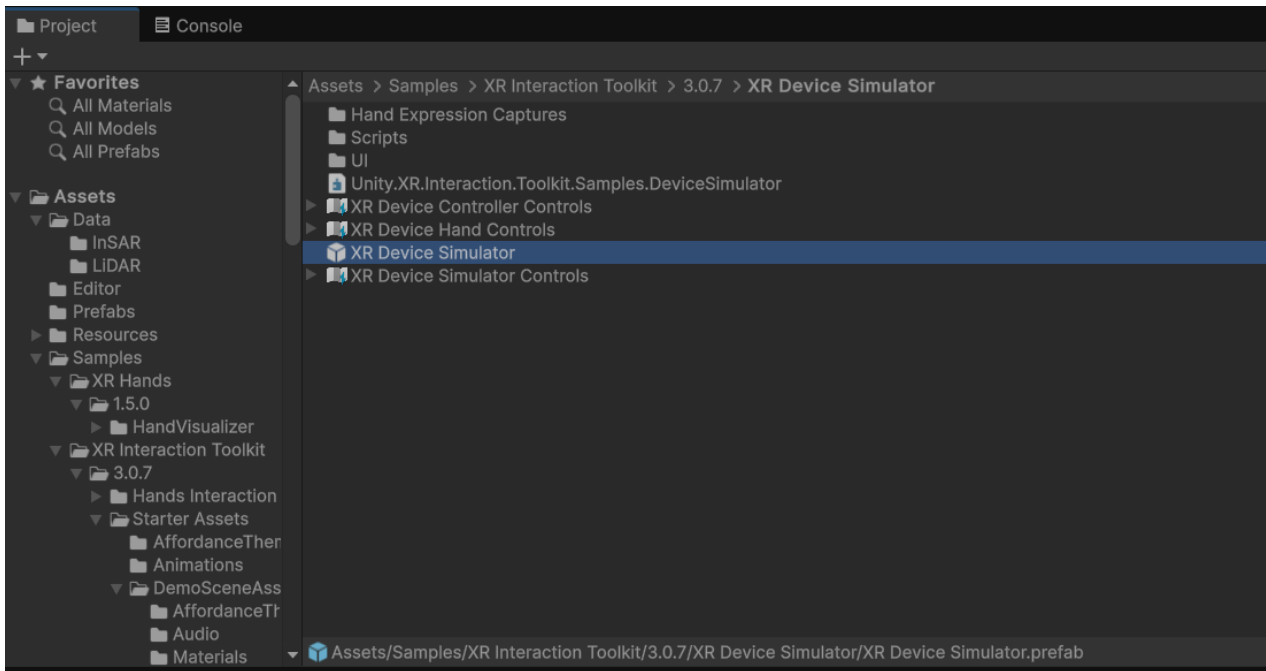 Project
Console
Favorites
All Materials
All Models
All Prefabs
Assets
Data
InSAR
LiDAR
Editor
Prefabs
Resources
Samples
XR Hands
1.5.0
HandVisualizer
XR Interaction Toolkit
3.0.7
Hands Interaction
Starter Assets
AffordanceThen
Animations
DemoSceneAss
AffordanceTh
Audio
Materials
Assets > Samples > XR Interaction Toolkit > 3.0.7 > XR Device Simulator
Hand Expression Captures
Scripts
UI
Unity.XR.Interaction.Toolkit.Samples.DeviceSimulator
XR Device Controller Controls
XR Device Hand Controls
XR Device Simulator
XR Device Simulator Controls
Assets/Samples/XR Interaction Toolkit/3.0.7/XR Device Simulator/XR Device Simulator.prefab